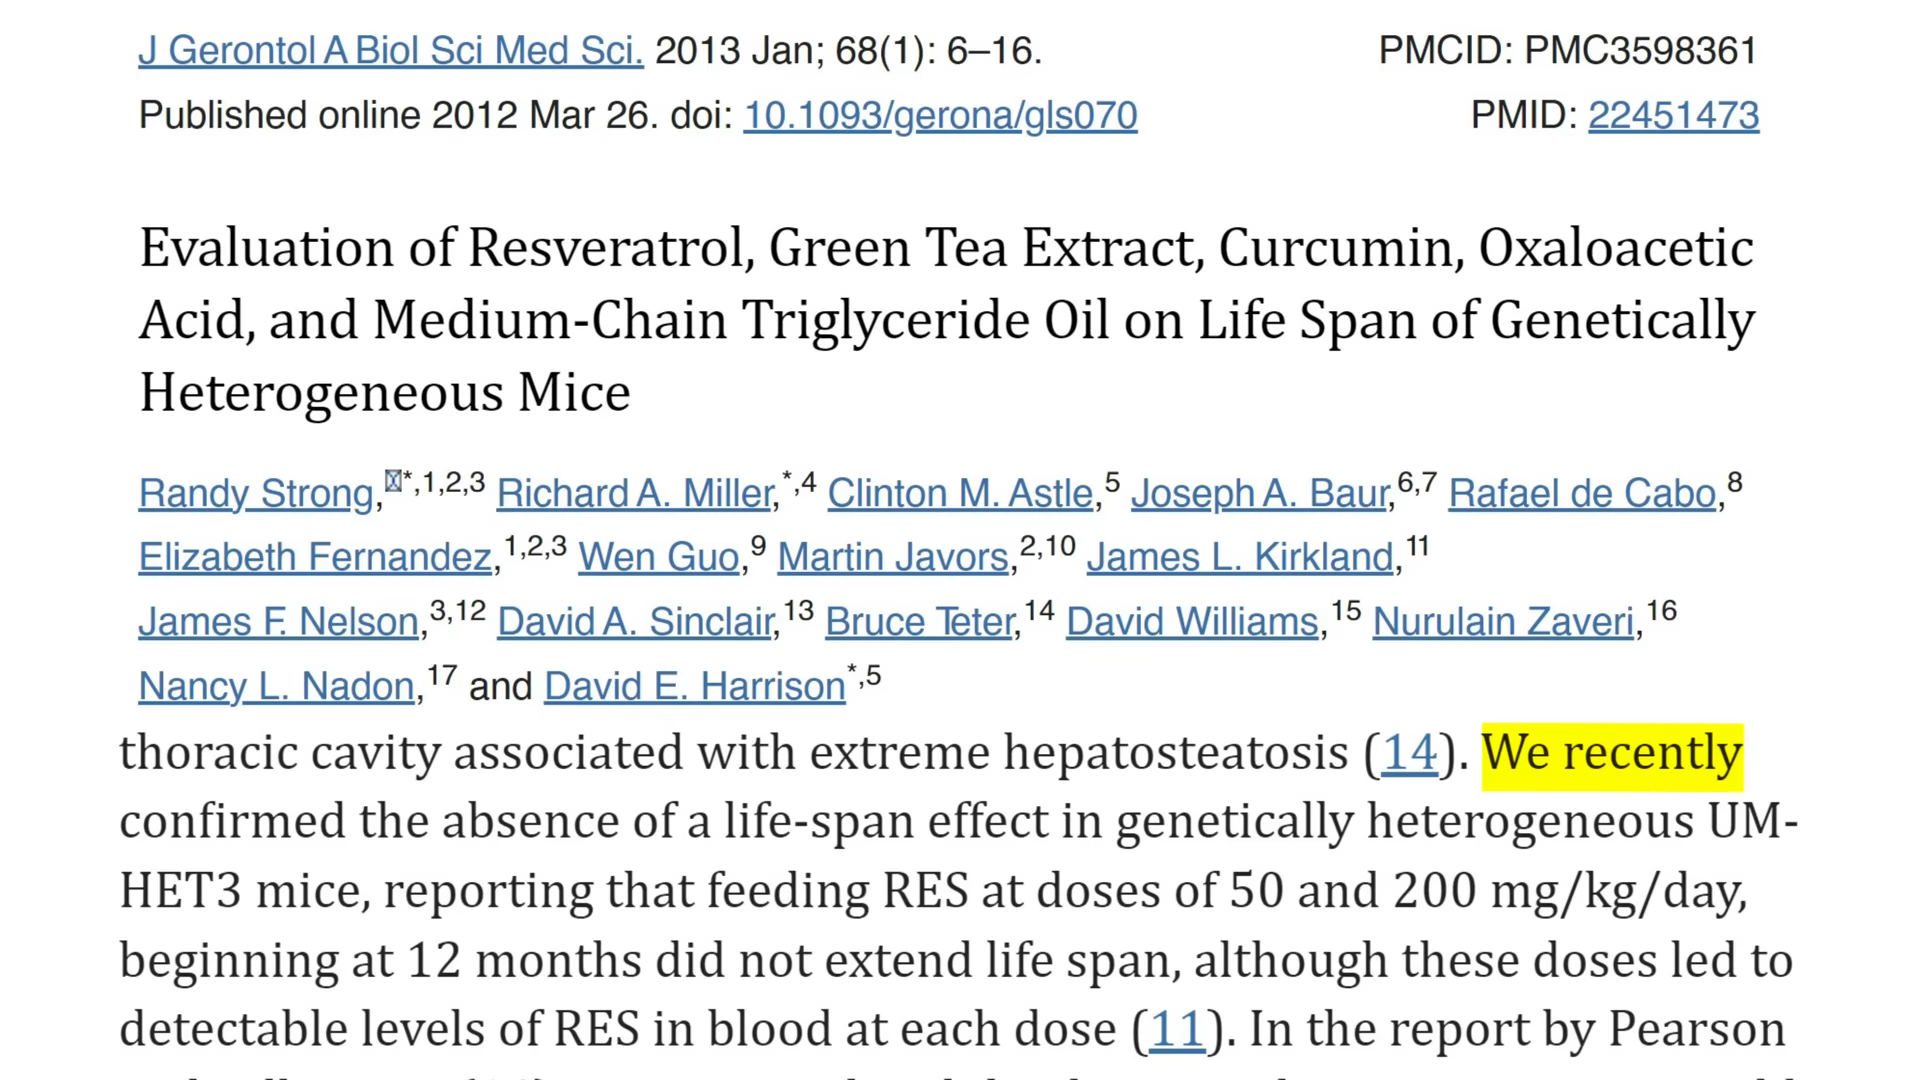 J Gerontol A Biol Sci Med Sci. 2013 Jan; 68(1): 6–16. PMCID: PMC3598361
Published online 2012 Mar 26. doi: 10.1093/gerona/gls070 PMID: 22451473
Evaluation of Resveratrol, Green Tea Extract, Curcumin, Oxaloacetic
Acid, and Medium-Chain Triglyceride Oil on Life Span of Genetically
Heterogeneous Mice
Randy Strong,*,1,2,3 Richard A. Miller,*,4 Clinton M. Astle,5 Joseph A. Baur,6,7 Rafael de Cabo,8
Elizabeth Fernandez,1,2,3 Wen Guo,9 Martin Javors,2,10 James L. Kirkland,11
James F. Nelson,3,12 David A. Sinclair,13 Bruce Teter,14 David Williams,15 Nurulain Zaveri,16
Nancy L. Nadon,17 and David E. Harrison*,5
thoracic cavity associated with extreme hepatosteatosis (14). We recently
confirmed the absence of a life-span effect in genetically heterogeneous UM-
HET3 mice, reporting that feeding RES at doses of 50 and 200 mg/kg/day,
beginning at 12 months did not extend life span, although these doses led to
detectable levels of RES in blood at each dose (11). In the report by Pearson